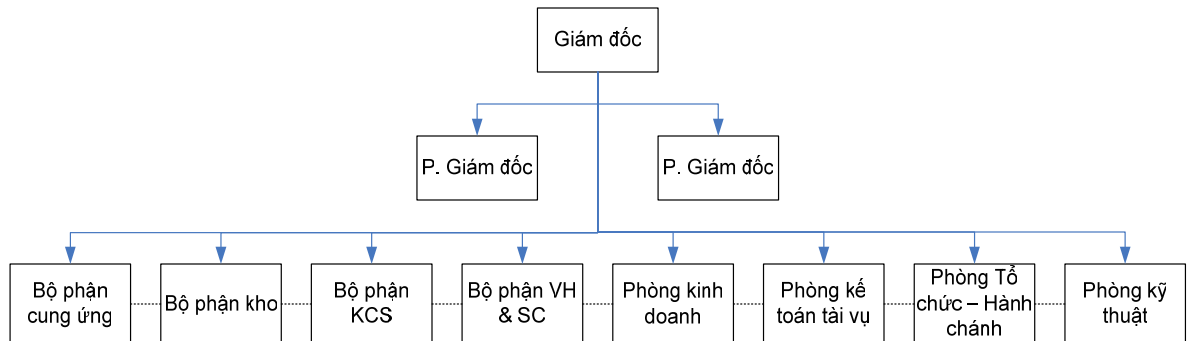 Giám đốc
P. Giám đốc
P. Giám đốc
Bộ phận
cung ứng
Bộ phận kho
Bộ phận
KCS
Bộ phận VH
& SC
Phòng kinh
doanh
Phòng kế
toán tài vụ
Phòng Tổ
chức – Hành
chánh
Phòng kỹ
thuật